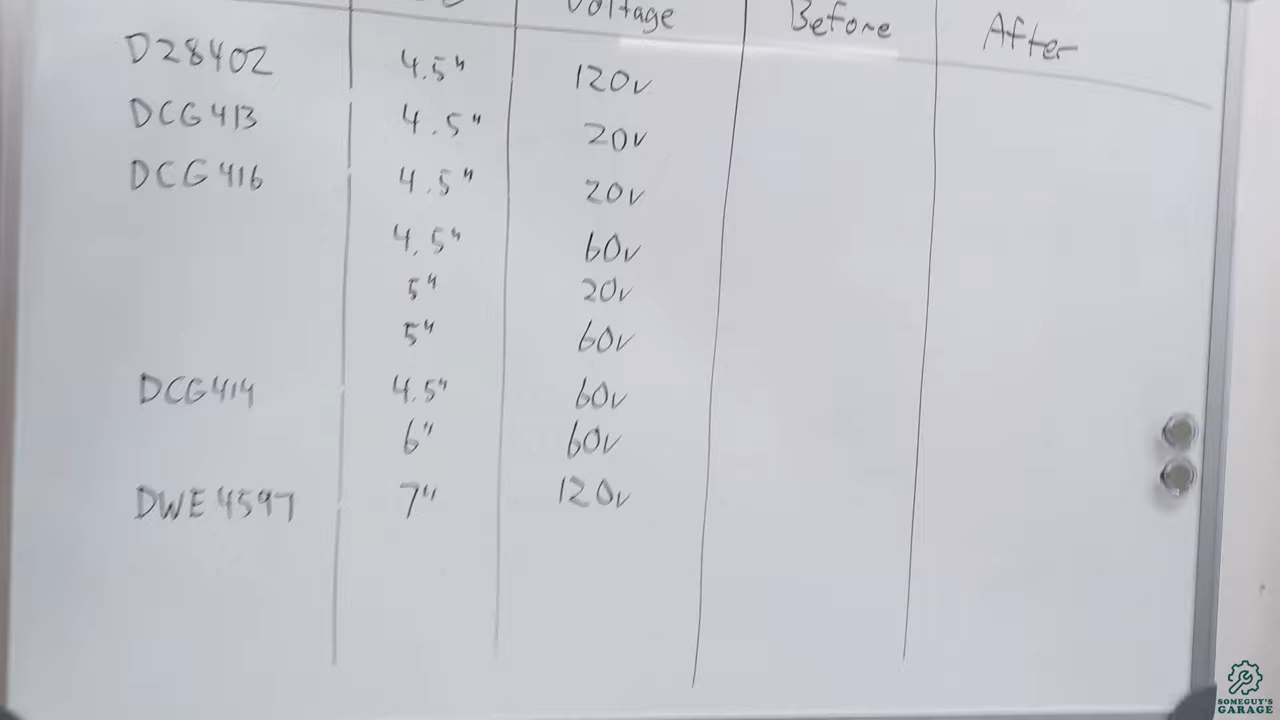 Voltage Before After
D28402 4.5" 120v
DCG413 4.5" 20v
DCG416 4.5" 20v
4.5" 60v
5" 20v
5" 60v
DCG414 4.5" 60v
6" 60v
DWE4597 7" 120v
SOMEGUY'S
GARAGE